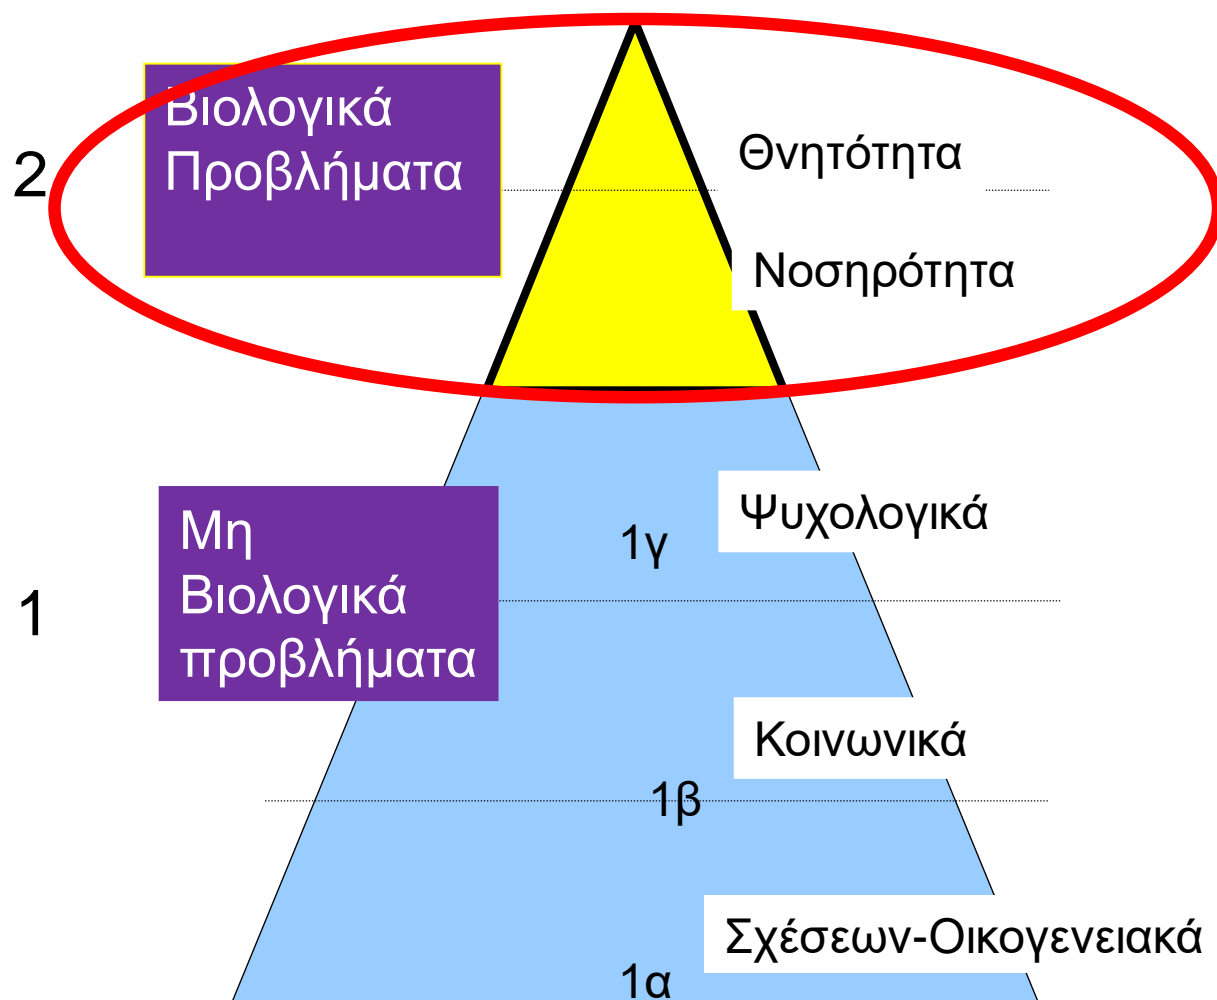 Βιολογικά
Προβλήματα
2
Θνητότητα
Νοσηρότητα
Ψυχολογικά
Μη
Βιολογικά
προβλήματα
1γ
1
Κοινωνικά
1β
Σχέσεων-Οικογενειακά
1α